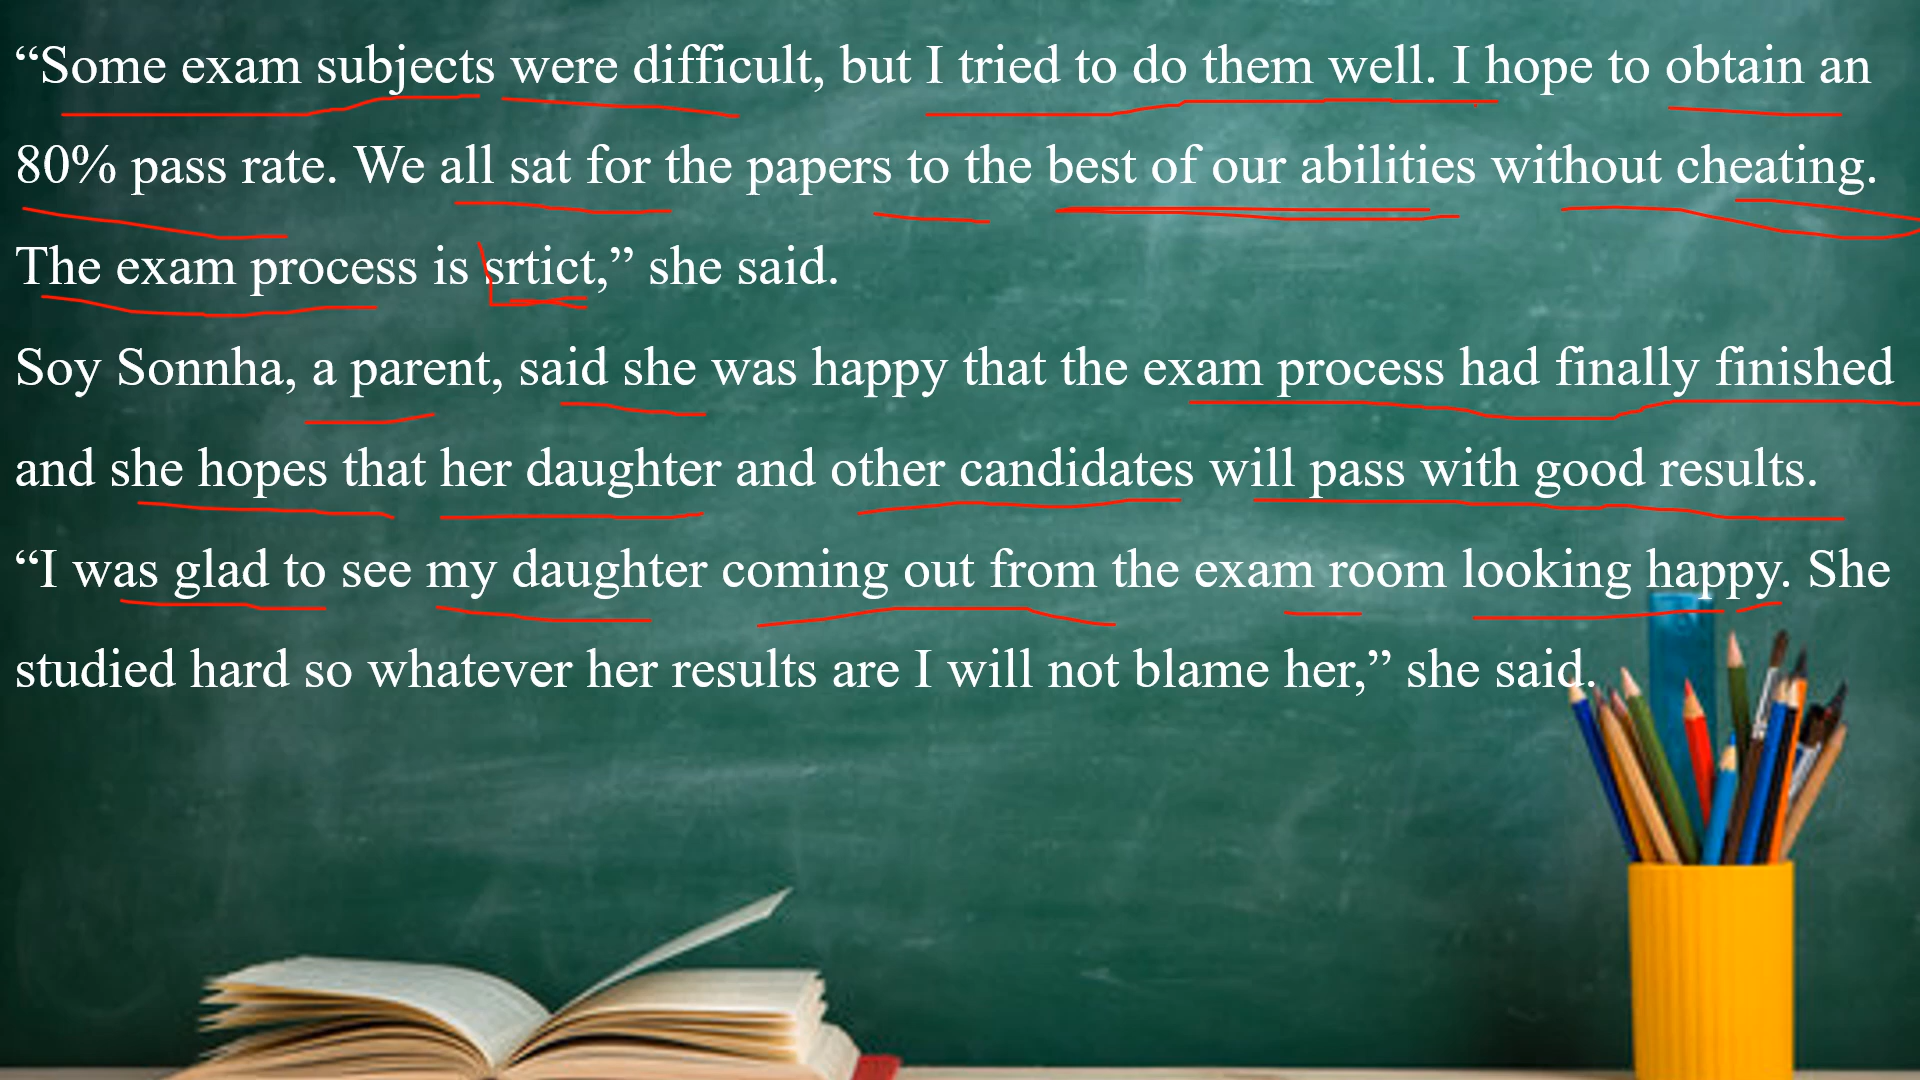 “Some exam subjects were difficult, but I tried to do them well. I hope to obtain an
80% pass rate. We all sat for the papers to the best of our abilities without cheating.
The exam process is srtict,” she said.
Soy Sonnha, a parent, said she was happy that the exam process had finally finished
and she hopes that her daughter and other candidates will pass with good results.
“I was glad to see my daughter coming out from the exam room looking happy. She
studied hard so whatever her results are I will not blame her,” she said.